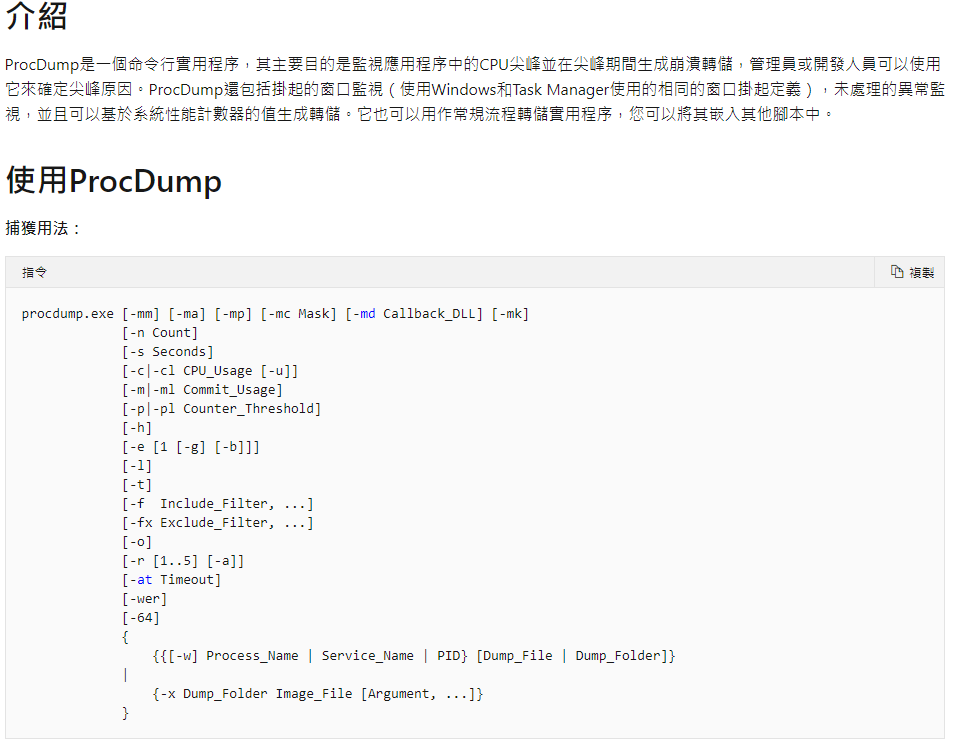 介紹
ProcDump是一個命令行實用程序，其主要目的是監視應用程序中的CPU尖峰並在尖峰期間生成崩潰轉儲，管理員或開發人員可以使用
它來確定尖峰原因。ProcDump還包括掛起的窗口監視（使用Windows和Task Manager使用的相同的窗口掛起定義），未處理的異常監
視，並且可以基於系統性能計數器的值生成轉儲。它也可以用作常規流程轉儲實用程序，您可以將其嵌入其他腳本中。
使用ProcDump
捕獲用法：
指令 複製
procdump.exe [-mm] [-ma] [-mp] [-mc Mask] [-md Callback_DLL] [-mk]
[-n Count]
[-s Seconds]
[-c|-cl CPU_Usage [-u]]
[-m|-ml Commit_Usage]
[-p|-pl Counter_Threshold]
[-h]
[-e [1 [-g] [-b]]]
[-l]
[-t]
[-f  Include_Filter, ...]
[-fx Exclude_Filter, ...]
[-o]
[-r [1..5] [-a]]
[-at Timeout]
[-wer]
[-64]
{
{{[-w] Process_Name | Service_Name | PID} [Dump_File | Dump_Folder]}
|
{-x Dump_Folder Image_File [Argument, ...]}
}